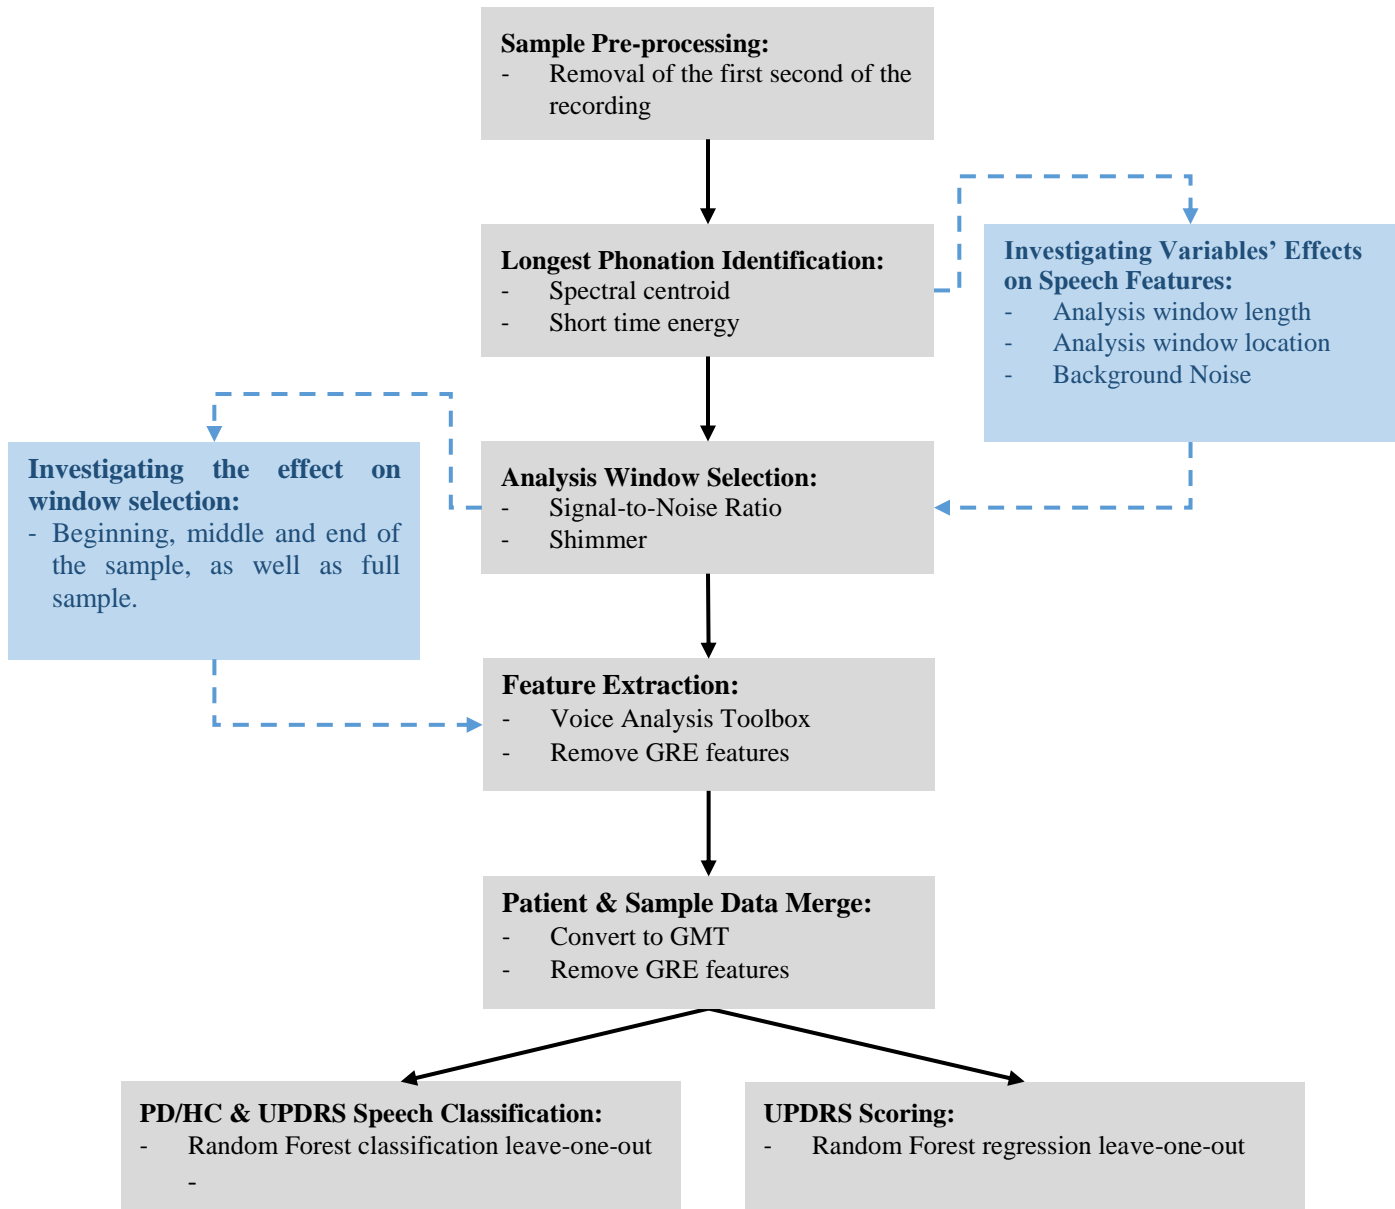 Sample Pre-processing:
- Removal of the first second of the
recording
Longest Phonation Identification:
- Spectral centroid
- Short time energy
Investigating Variables’ Effects
on Speech Features:
- Analysis window length
- Analysis window location
- Background Noise
Investigating the effect on
window selection:
- Beginning, middle and end of
the sample, as well as full
sample.
Analysis Window Selection:
- Signal-to-Noise Ratio
- Shimmer
Feature Extraction:
- Voice Analysis Toolbox
- Remove GRE features
Patient & Sample Data Merge:
- Convert to GMT
- Remove GRE features
PD/HC & UPDRS Speech Classification:
- Random Forest classification leave-one-out
-
UPDRS Scoring:
- Random Forest regression leave-one-out